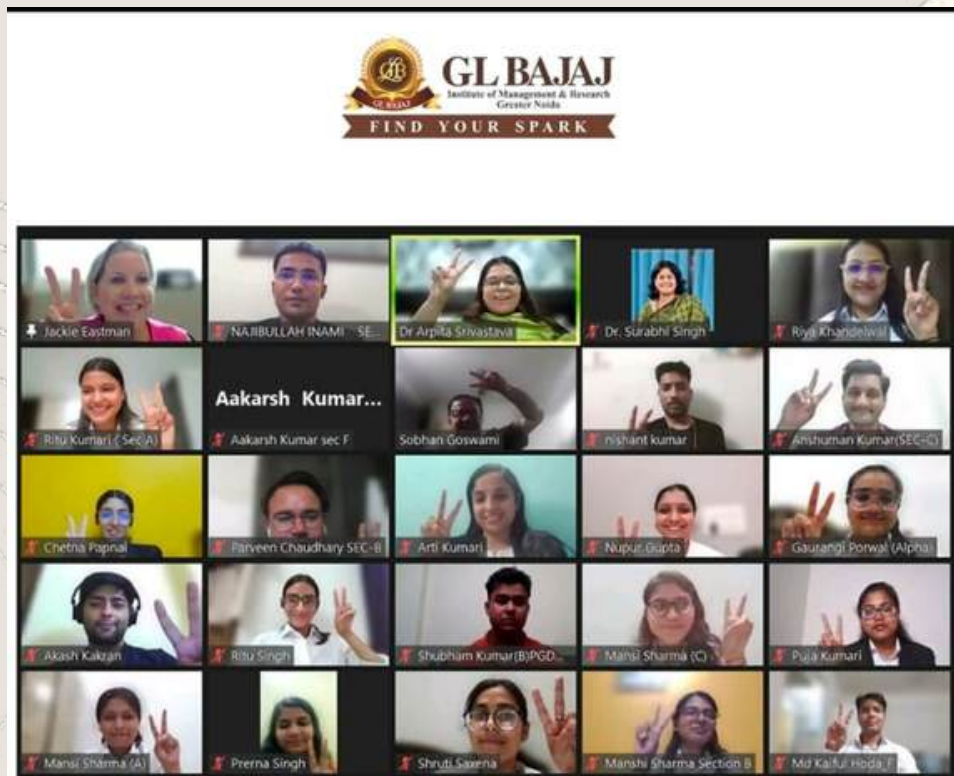 GL BAJAJ
Institute of Management & Research
Greater Noida
GL BAJAJ
FIND YOUR SPARK
Jackie Eastman
NAJIBULLAH INAMI SE...
Dr Arpita Srivastava
Dr. Surabhi Singh
Riya Khandelwal
Ritu Kumari ( Sec A)
Aakarsh Kumar...
Aakarsh Kumar sec F
Sobhan Goswami
nishant kumar
Anshuman Kumar(SEC-C)
Chetna Papnai
Parveen Chaudhary SEC-B
Arti Kumari
Nupur Gupta
Gaurangi Porwal (Alpha)
Akash Kakran
Ritu Singh
Shubham Kumar(B)PGD...
Mansi Sharma (C)
Puja Kumari
Mansi Sharma (A)
Prerna Singh
Shruti Saxena
Manshi Sharma Section B
Md Kaiful Hoda_F